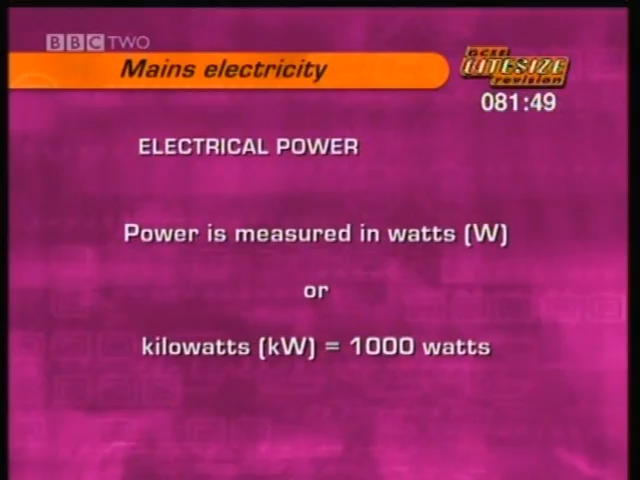 BBC TWO
Mains electricity
GCSE
BITESIZE
revision
081:49
ELECTRICAL POWER
Power is measured in watts (W)
or
kilowatts (kW) = 1000 watts